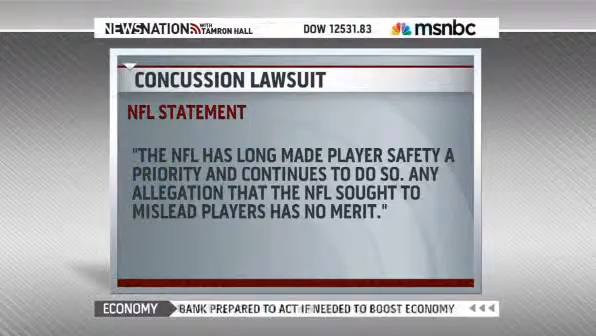 NEWSNATION WITH TAMRON HALL DOW 12531.83 msnbc
CONCUSSION LAWSUIT
NFL STATEMENT
"THE NFL HAS LONG MADE PLAYER SAFETY A
PRIORITY AND CONTINUES TO DO SO. ANY
ALLEGATION THAT THE NFL SOUGHT TO
MISLEAD PLAYERS HAS NO MERIT."
ECONOMY BANK PREPARED TO ACT IF NEEDED TO BOOST ECONOMY